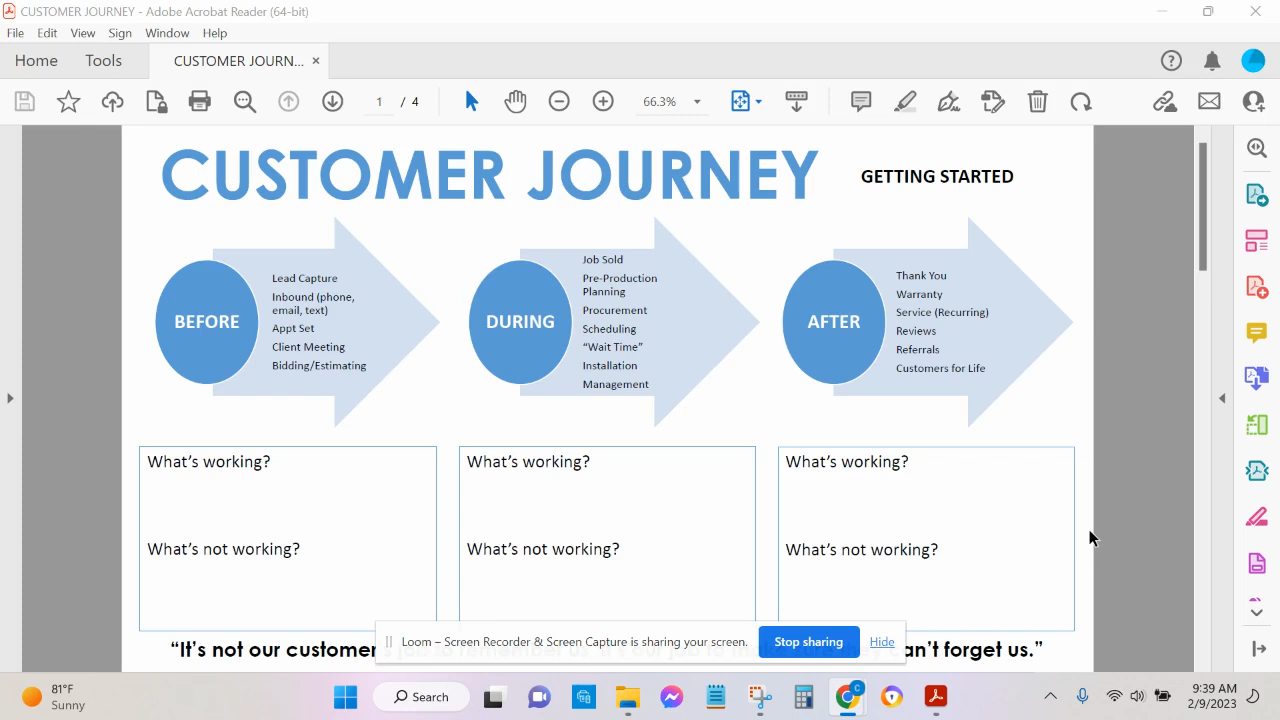 CUSTOMER JOURNEY - Adobe Acrobat Reader (64-bit)
File Edit View Sign Window Help
Home Tools CUSTOMER JOURN... ×
1 / 4 66.3%
CUSTOMER JOURNEY GETTING STARTED
BEFORE
Lead Capture
Inbound (phone,
email, text)
Appt Set
Client Meeting
Bidding/Estimating
DURING
Job Sold
Pre-Production
Planning
Procurement
Scheduling
“Wait Time”
Installation
Management
AFTER
Thank You
Warranty
Service (Recurring)
Reviews
Referrals
Customers for Life
What’s working?
What’s not working?
What’s working?
What’s not working?
What’s working?
What’s not working?
“It’s not our customer can’t forget us.”
Loom – Screen Recorder & Screen Capture is sharing your screen. Stop sharing Hide
81°F
Sunny
Search
C
9:39 AM
2/9/2023